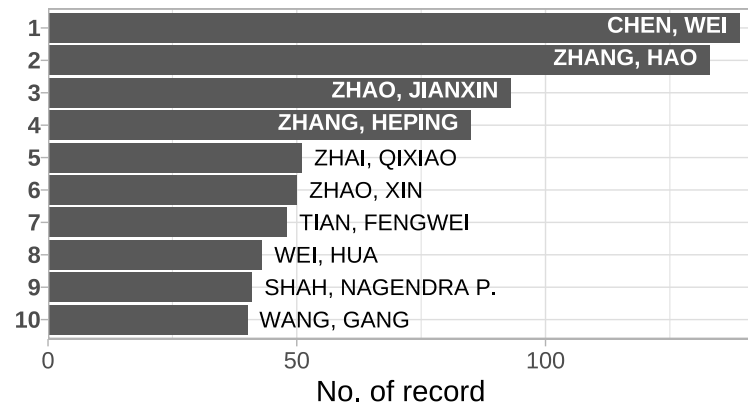 1 CHEN, WEI
2 ZHANG, HAO
3 ZHAO, JIANXIN
4 ZHANG, HEPING
5 ZHAI, QIXIAO
6 ZHAO, XIN
7 TIAN, FENGWEI
8 WEI, HUA
9 SHAH, NAGENDRA P.
10 WANG, GANG
0 50 100
No. of record